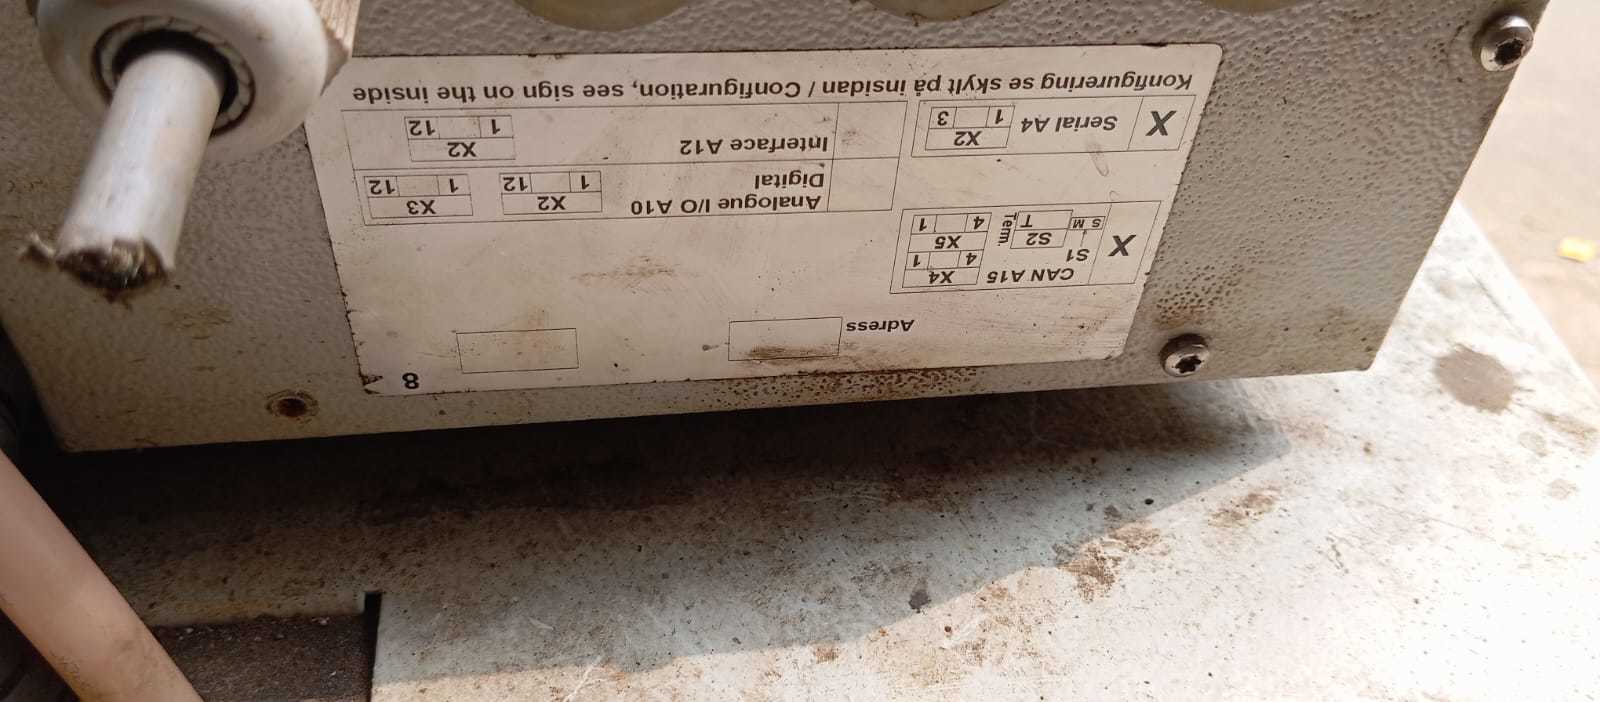 8
Adress
X CAN A15 X4
S1 4 1
S2 X5
S M T Term. 4 1
Analogue I/O A10 X2 X3
Digital 1 12 1 12
X Serial A4 X2
1 3
Interface A12 X2
1 12
Konfigurering se skylt på insidan / Configuration, see sign on the inside